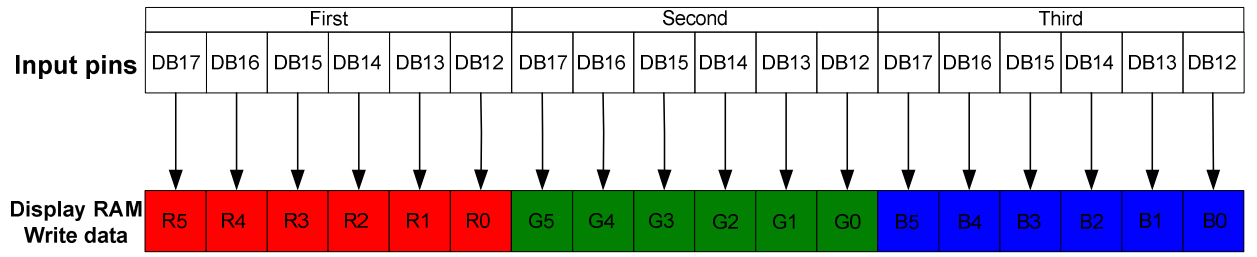 First Second Third
Input pins DB17 DB16 DB15 DB14 DB13 DB12 DB17 DB16 DB15 DB14 DB13 DB12 DB17 DB16 DB15 DB14 DB13 DB12
Display RAM
Write data
R5 R4 R3 R2 R1 R0 G5 G4 G3 G2 G1 G0 B5 B4 B3 B2 B1 B0